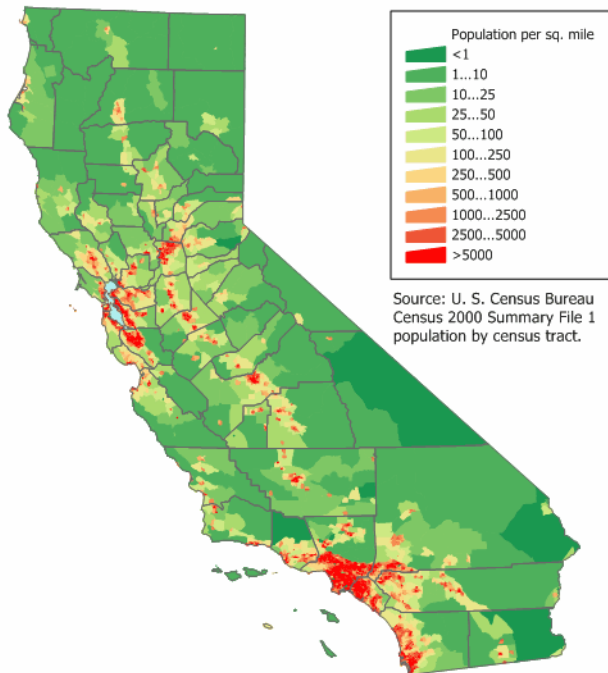 Population per sq. mile
<1
1...10
10...25
25...50
50...100
100...250
250...500
500...1000
1000...2500
2500...5000
>5000
Source: U. S. Census Bureau
Census 2000 Summary File 1
population by census tract.